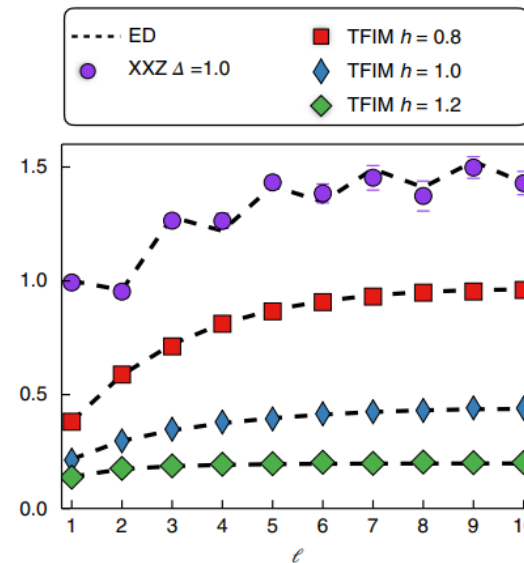 ED
XXZ Δ =1.0
TFIM h = 0.8
TFIM h = 1.0
TFIM h = 1.2
1.5
1.0
0.5
0.0
1 2 3 4 5 6 7 8 9
ℓ